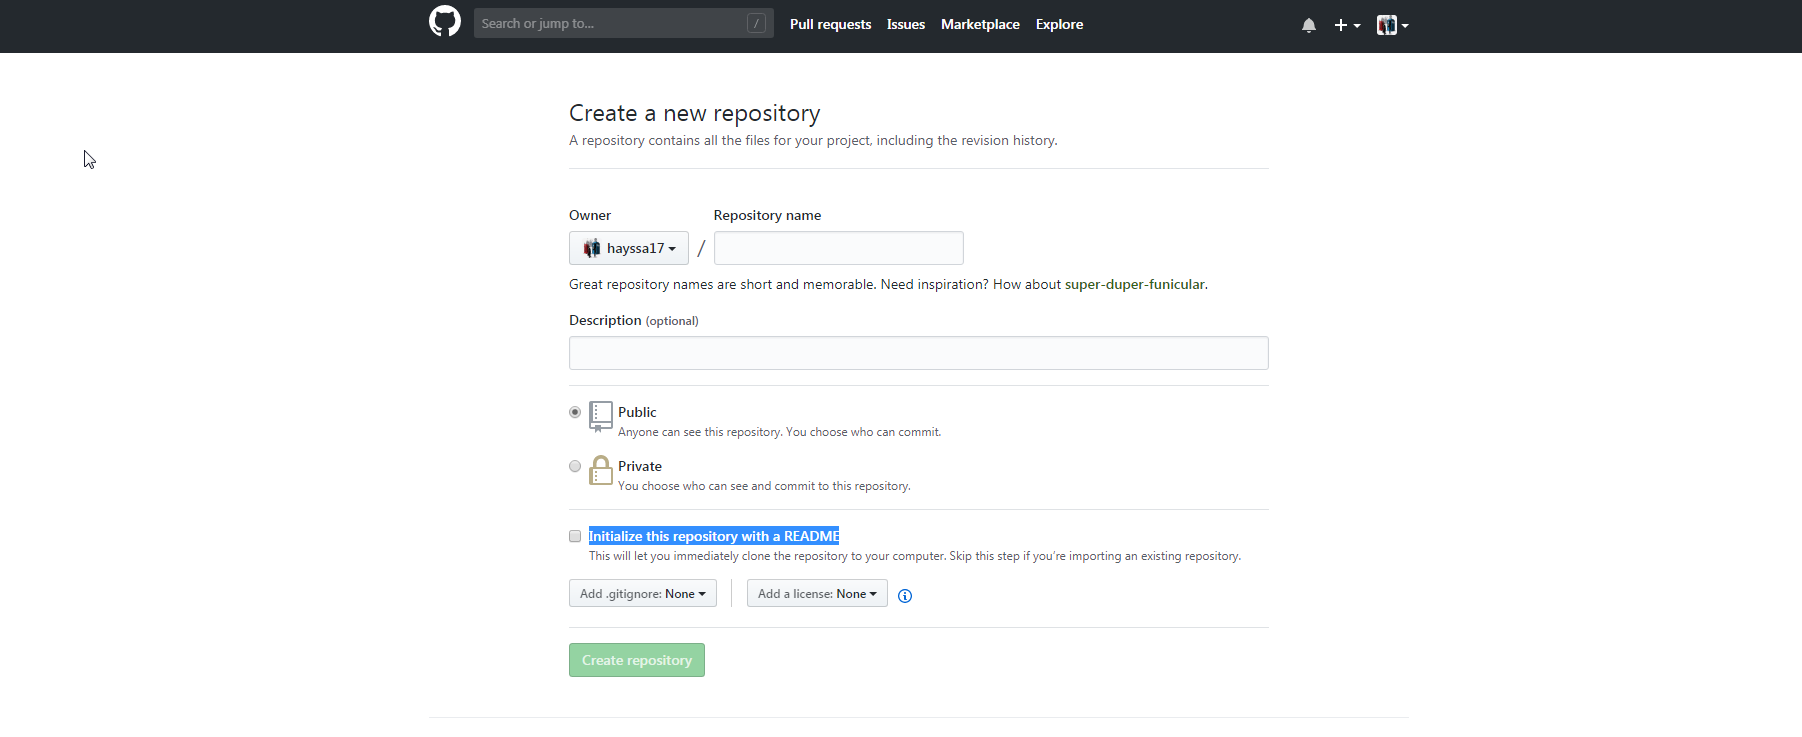 Search or jump to... / Pull requests Issues Marketplace Explore
Create a new repository
A repository contains all the files for your project, including the revision history.
Owner Repository name
hayssa17 /
Great repository names are short and memorable. Need inspiration? How about super-duper-funicular.
Description (optional)
Public
Anyone can see this repository. You choose who can commit.
Private
You choose who can see and commit to this repository.
Initialize this repository with a README
This will let you immediately clone the repository to your computer. Skip this step if you’re importing an existing repository.
Add .gitignore: None Add a license: None
Create repository